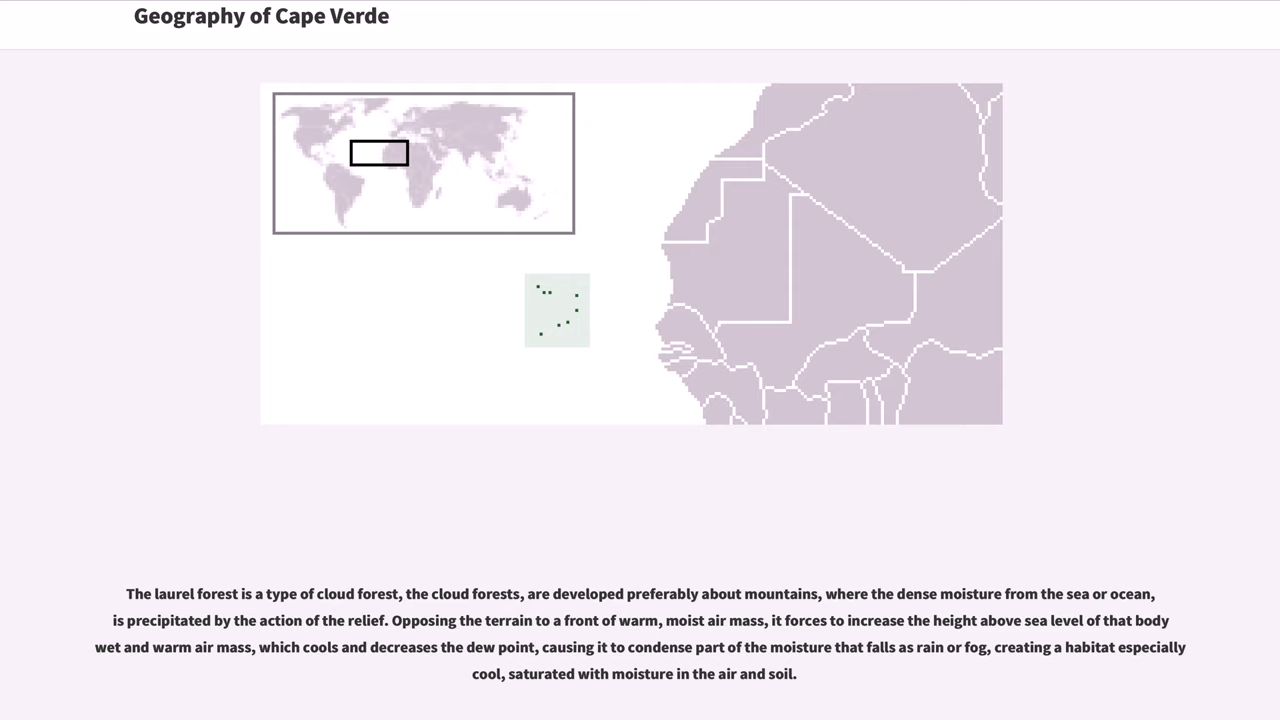 Geography of Cape Verde
The laurel forest is a type of cloud forest, the cloud forests, are developed preferably about mountains, where the dense moisture from the sea or ocean,
is precipitated by the action of the relief. Opposing the terrain to a front of warm, moist air mass, it forces to increase the height above sea level of that body
wet and warm air mass, which cools and decreases the dew point, causing it to condense part of the moisture that falls as rain or fog, creating a habitat especially
cool, saturated with moisture in the air and soil.